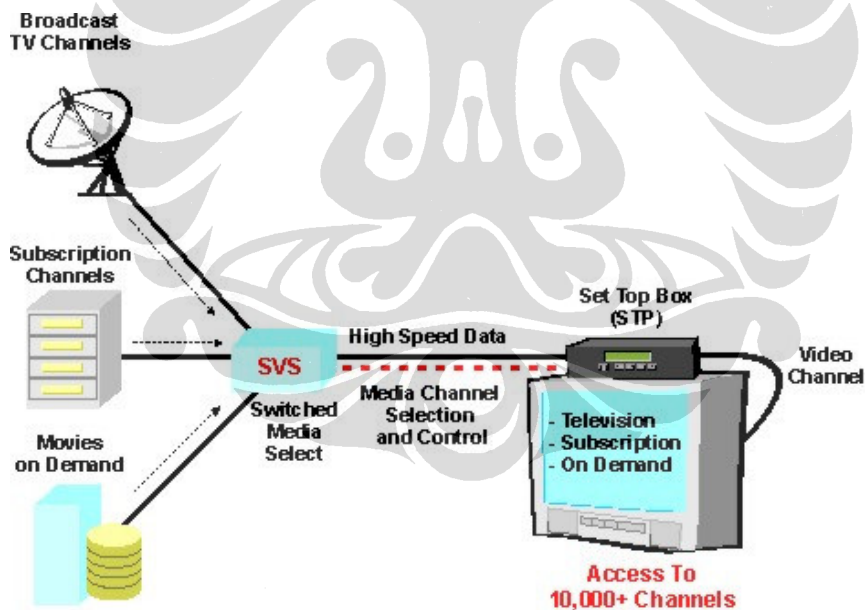 Broadcast
TV Channels
Subscription
Channels
Movies
on Demand
SVS
Switched
Media
Select
High Speed Data
Media Channel
Selection
and Control
Set Top Box
(STP)
Video
Channel
- Television
- Subscription
- On Demand
Access To
10,000+ Channels